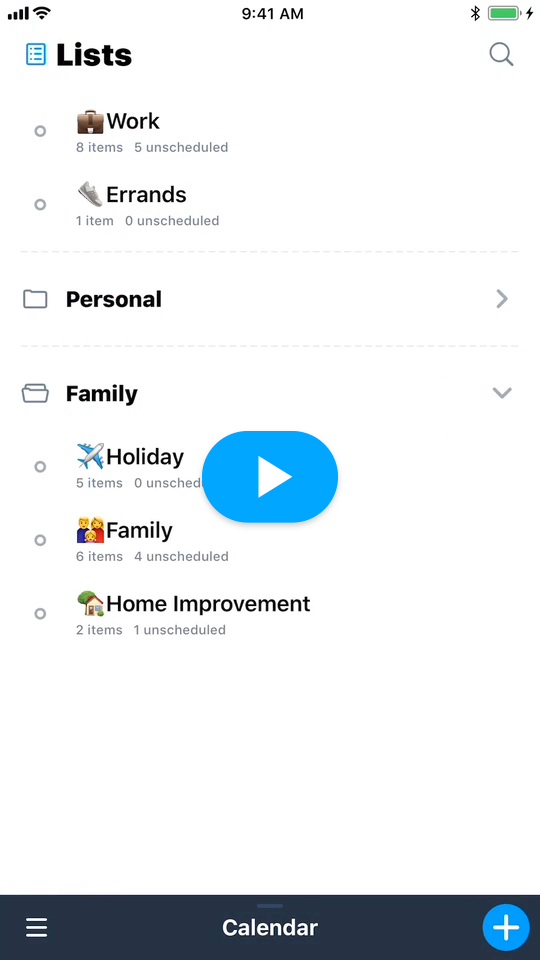 9:41 AM
Lists
Work
8 items 5 unscheduled
Errands
1 item 0 unscheduled
Personal
Family
Holiday
5 items 0
Family
6 items 4 unscheduled
Home Improvement
2 items 1 unscheduled
Calendar